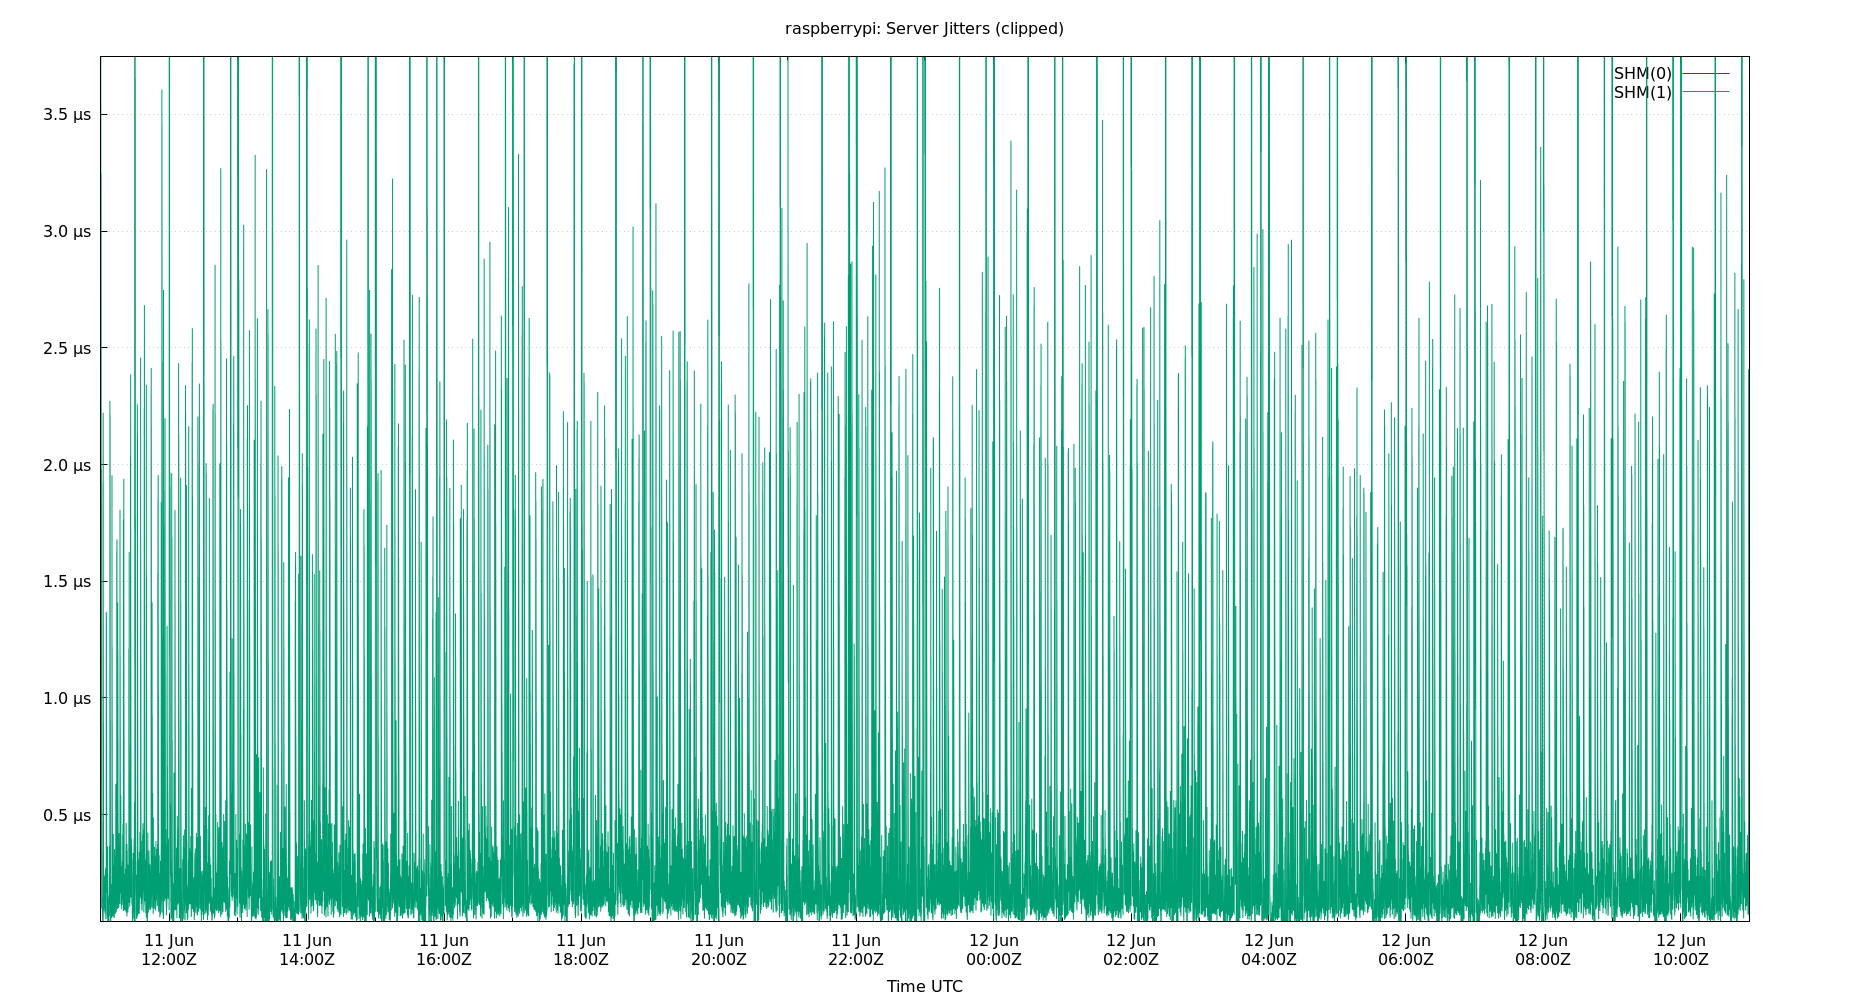 raspberrypi: Server Jitters (clipped)
SHM(0)
SHM(1)
3.5 µs
3.0 µs
2.5 µs
2.0 µs
1.5 µs
1.0 µs
0.5 µs
11 Jun 11 Jun 11 Jun 11 Jun 11 Jun 11 Jun 12 Jun 12 Jun 12 Jun 12 Jun 12 Jun 12 Jun
12:00Z 14:00Z 16:00Z 18:00Z 20:00Z 22:00Z 00:00Z 02:00Z 04:00Z 06:00Z 08:00Z 10:00Z
Time UTC